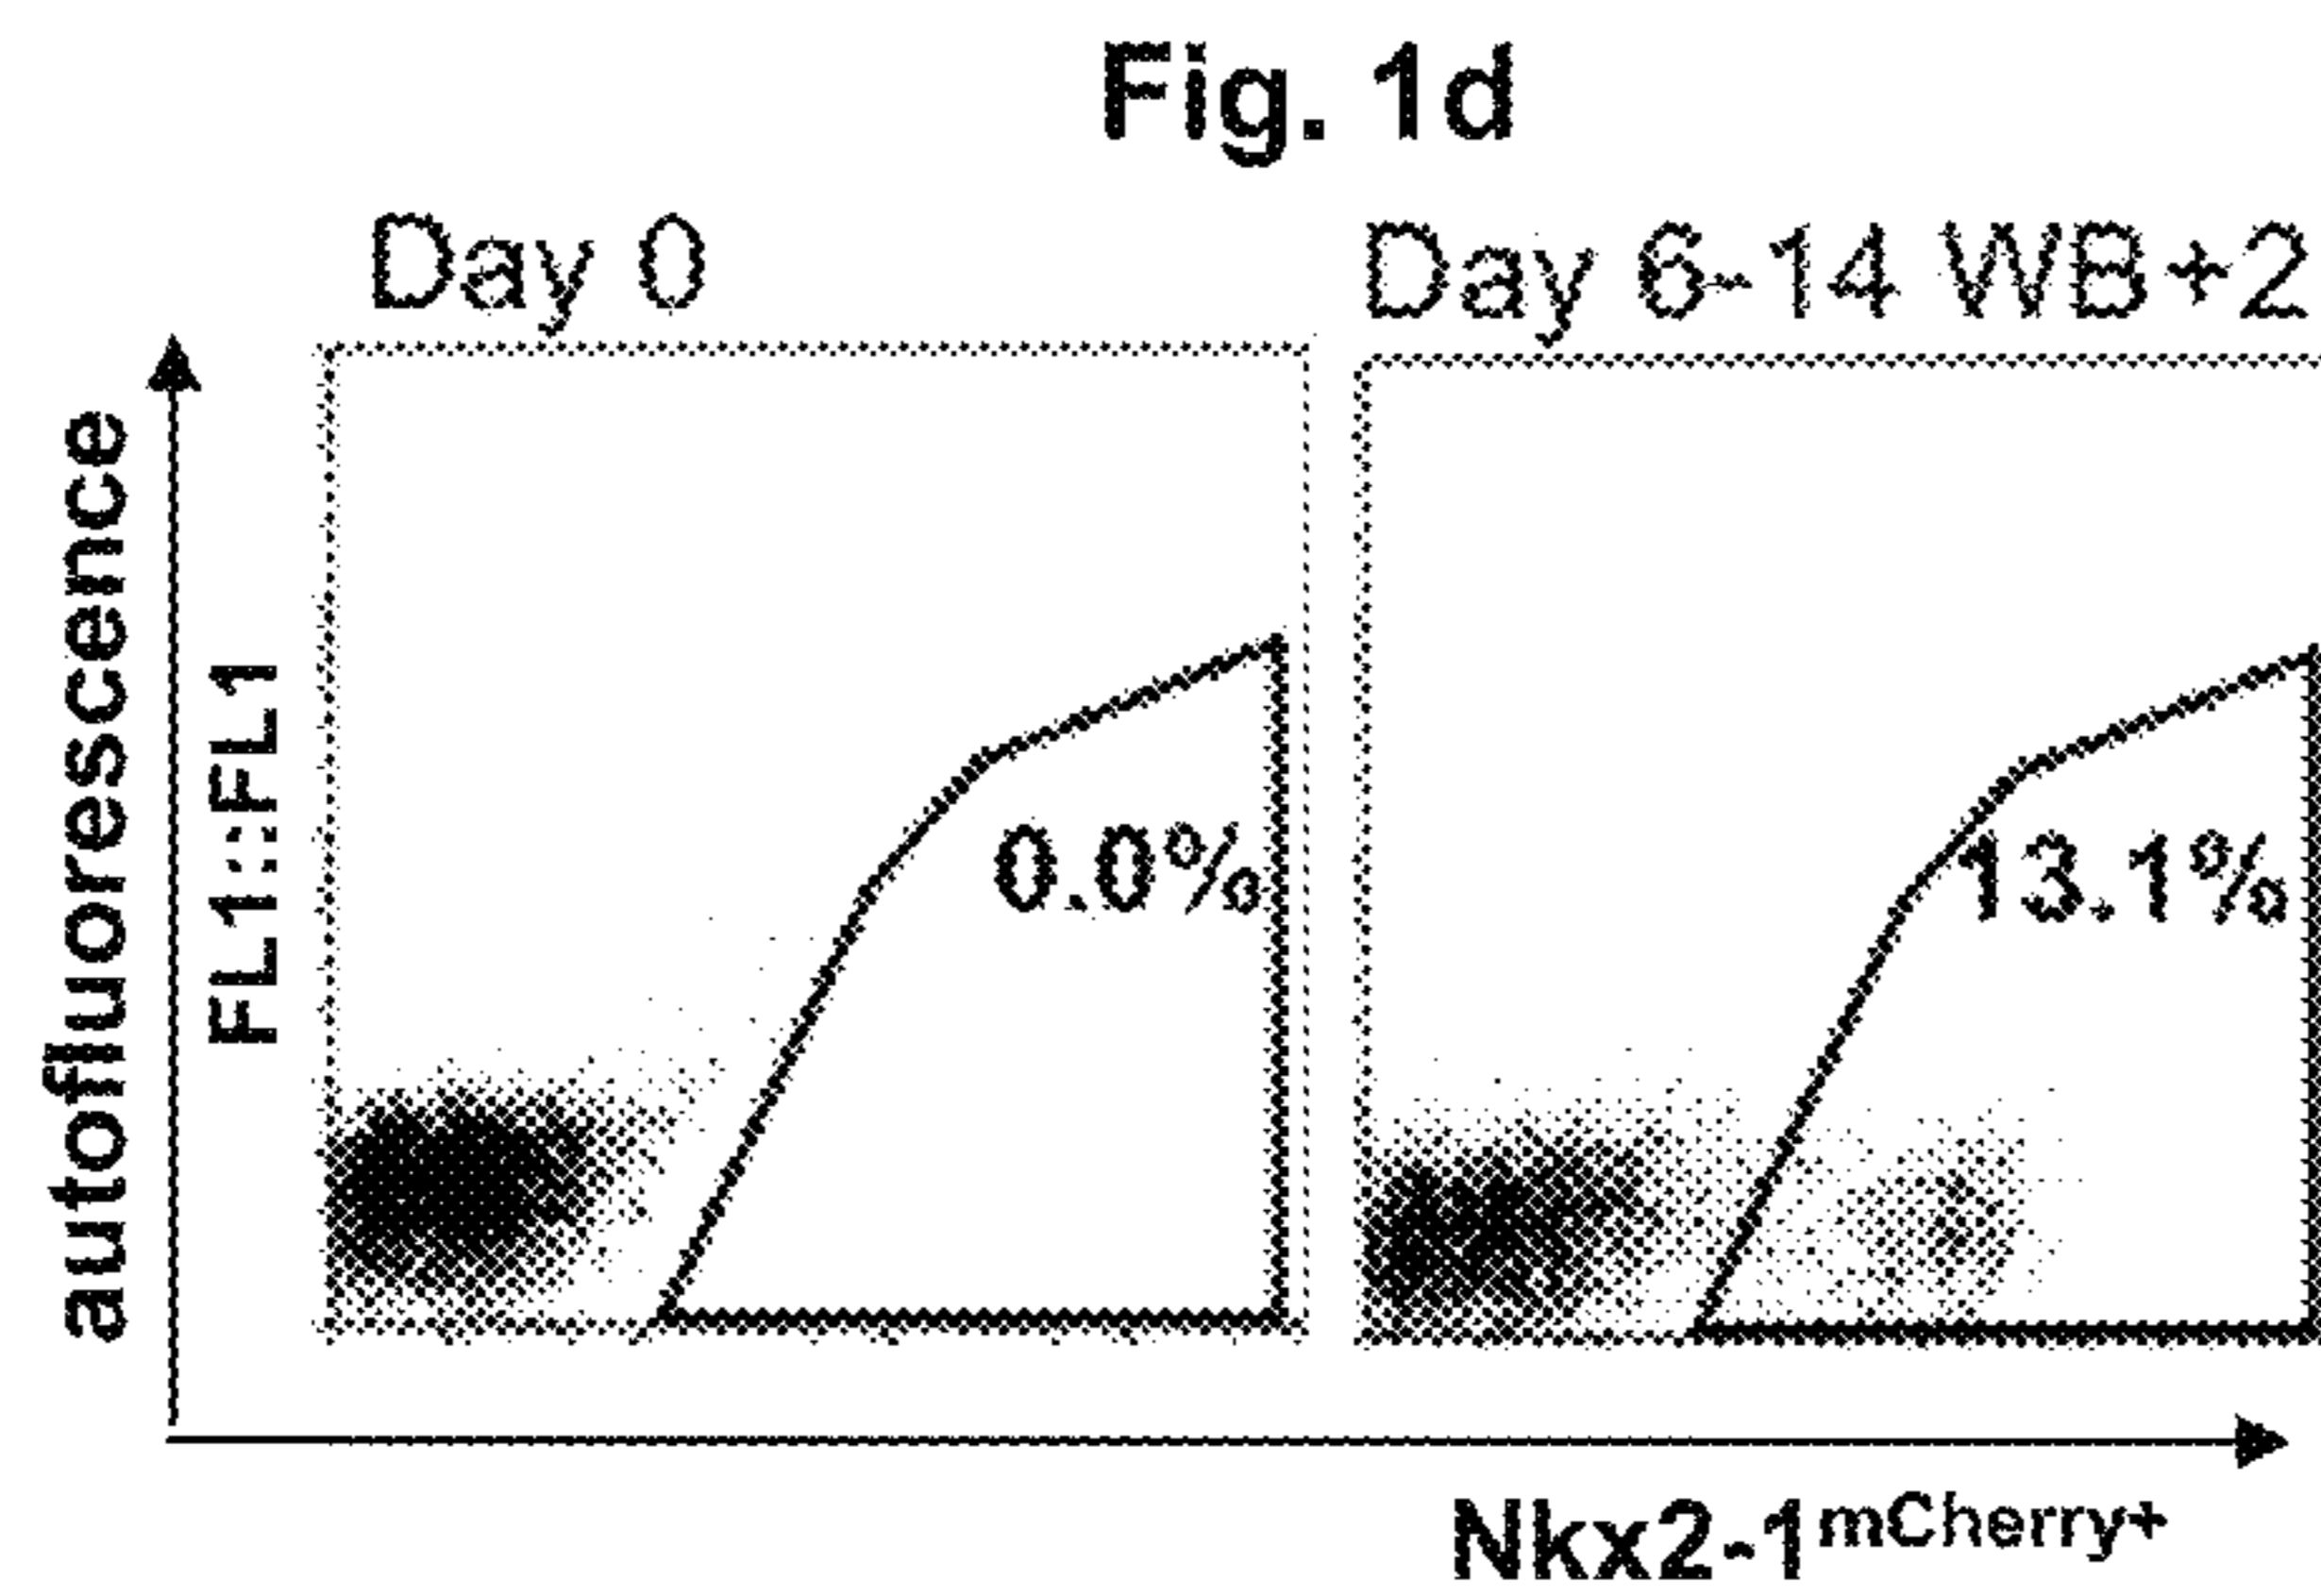 Fig. 1d
Day 0
Day 6-14 WB+2
autofluorescence
FL1::FL1
0.0%
13.1%
Nkx2-1mCherry+